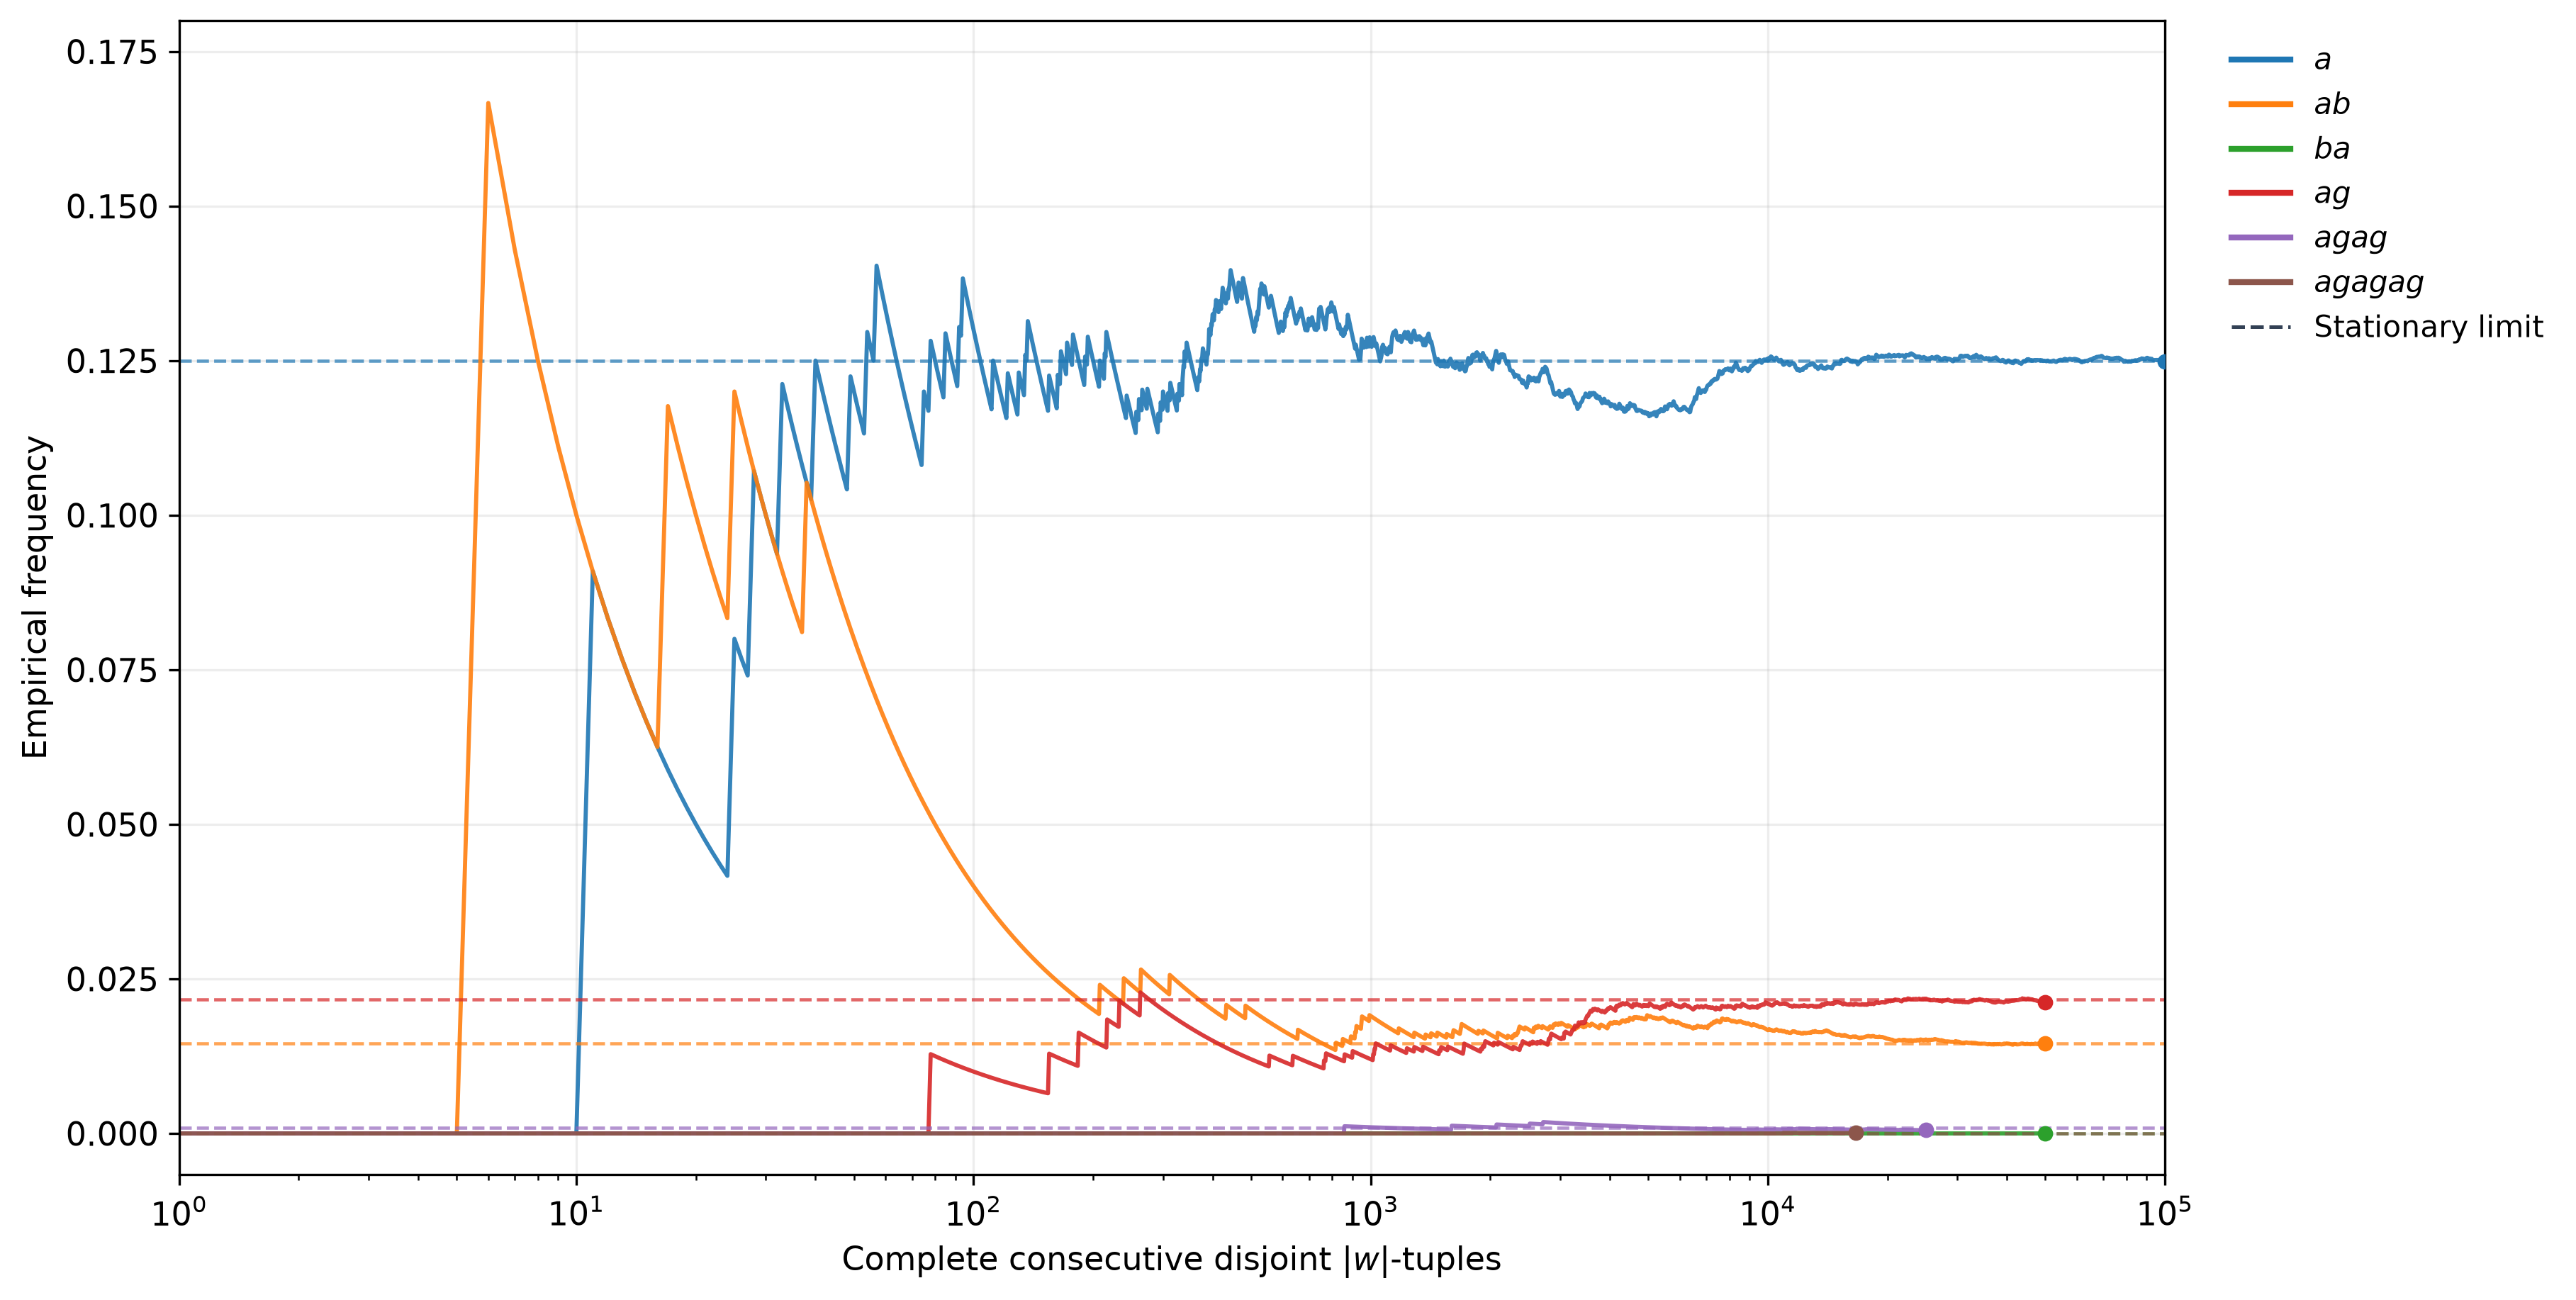 0.175
0.150
0.125
0.100
0.075
0.050
0.025
0.000
Empirical frequency
10⁰
10¹
10²
10³
10⁴
10⁵
Complete consecutive disjoint |w|-tuples
a
ab
ba
ag
agag
agagag
Stationary limit